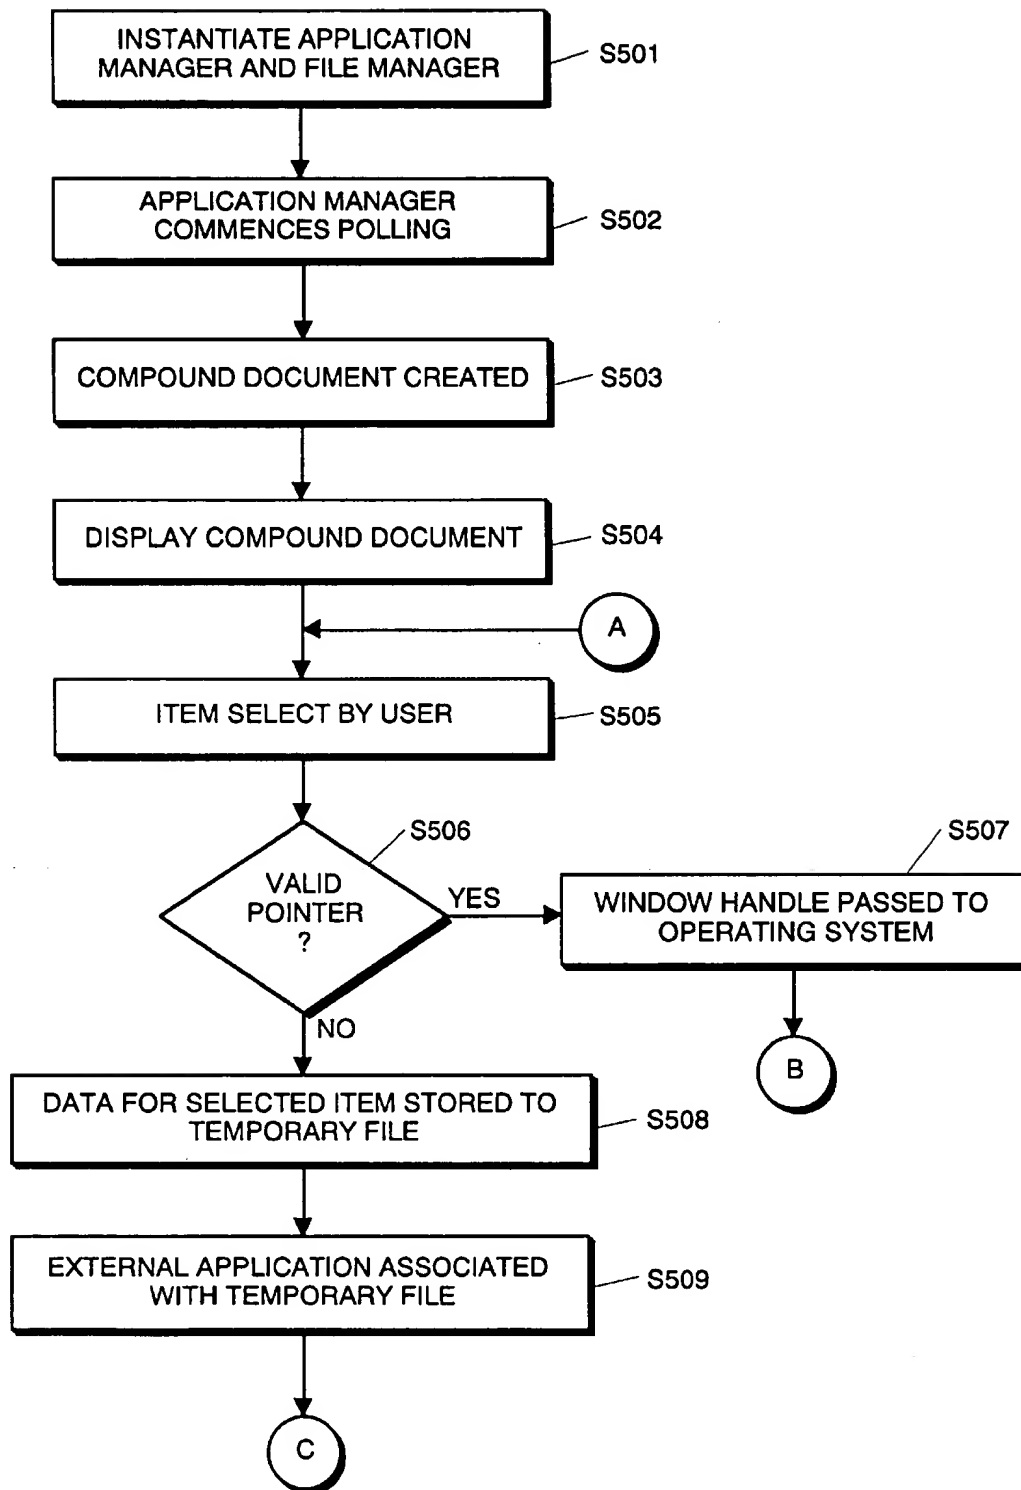 INSTANTIATE APPLICATION
MANAGER AND FILE MANAGER
S501
APPLICATION MANAGER
COMMENCES POLLING
S502
COMPOUND DOCUMENT CREATED
S503
DISPLAY COMPOUND DOCUMENT
S504
A
ITEM SELECT BY USER
S505
S506
VALID
POINTER
?
YES
NO
S507
WINDOW HANDLE PASSED TO
OPERATING SYSTEM
B
DATA FOR SELECTED ITEM STORED TO
TEMPORARY FILE
S508
EXTERNAL APPLICATION ASSOCIATED
WITH TEMPORARY FILE
S509
C